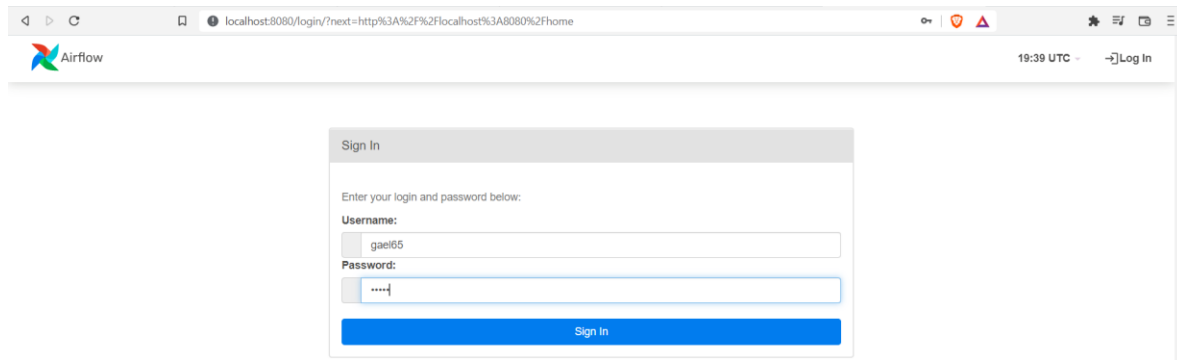 localhost:8080/login/?next=http%3A%2F%2Flocalhost%3A8080%2Fhome
Airflow
19:39 UTC
Log In
Sign In
Enter your login and password below:
Username:
gael65
Password:
•••••
Sign In